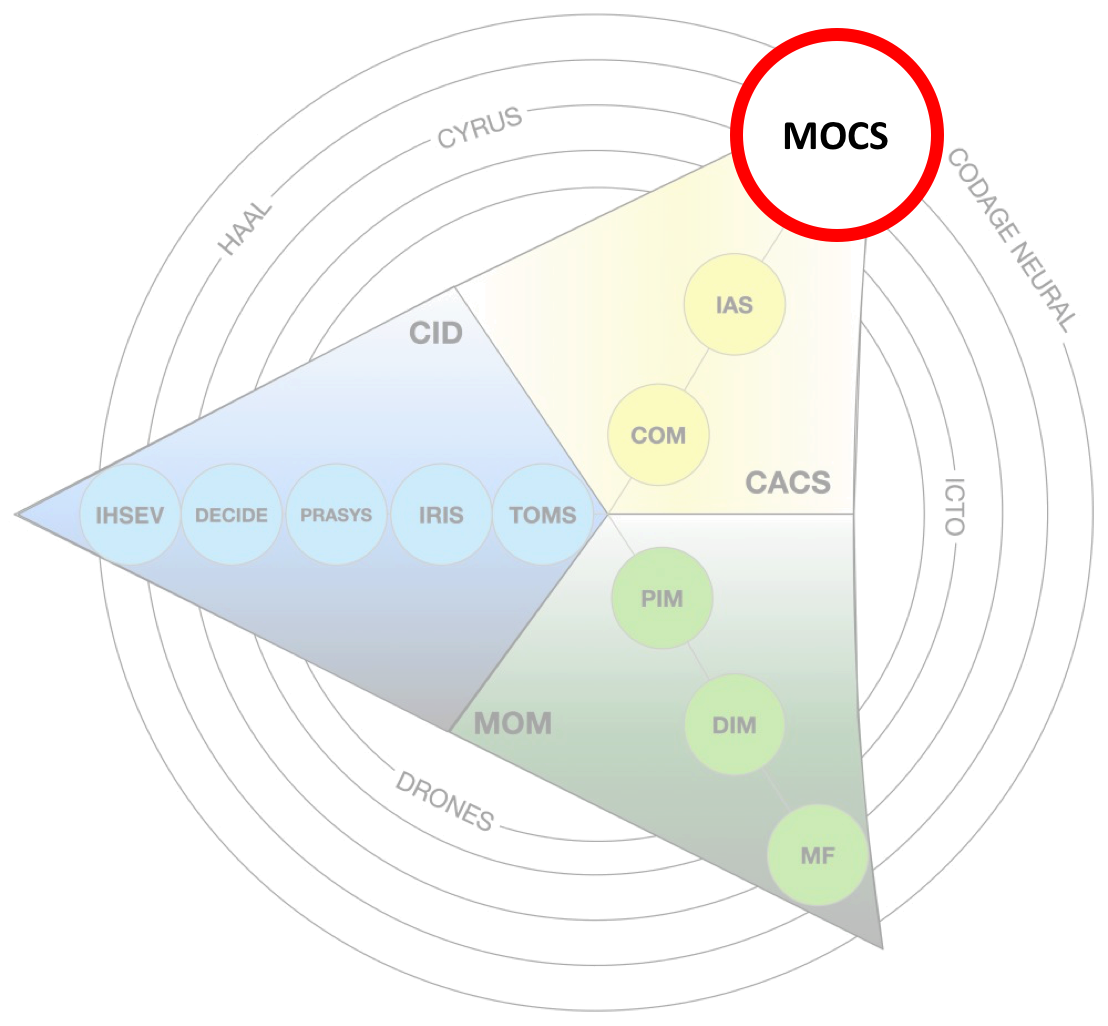 MOCS
CYRUS
HAAL
CODAGE NEURAL
IAS
CID
COM
CACS
IHSEV
DECIDE
PRASYS
IRIS
TOMS
ICTO
PIM
MOM
DIM
DRONES
MF